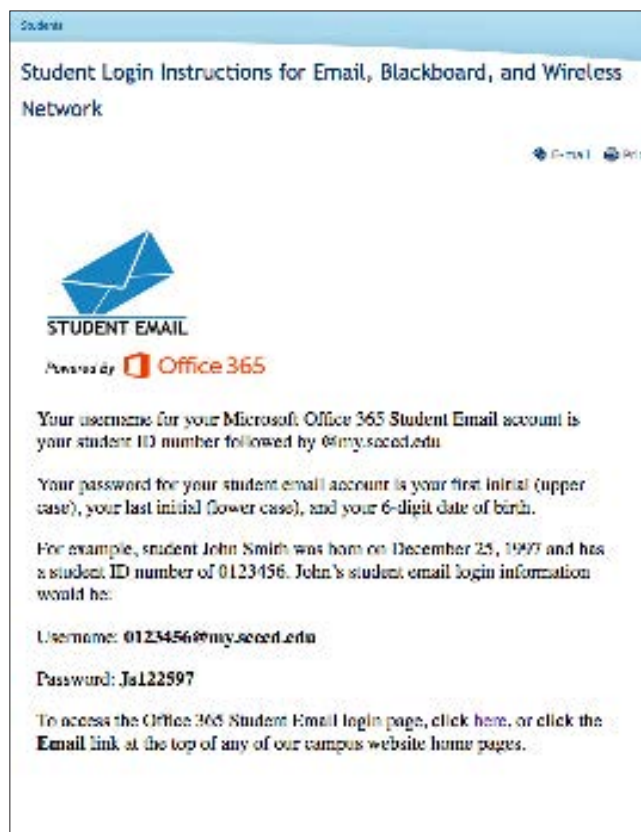 Students
Student Login Instructions for Email, Blackboard, and Wireless
Network
E-mail Pri
STUDENT EMAIL
Powered By Office 365
Your username for your Microsoft Office 365 Student Email account is
your student ID number followed by @my.scccd.edu
Your password for your student email account is your first initial (upper
case), your last initial (lower case), and your 6-digit date of birth.
For example, student John Smith was born on December 25, 1997 and has
a student ID number of 0123456. John's student email login information
would be:
Username: 0123456@my.scccd.edu
Password: Js122597
To access the Office 365 Student Email login page, click here, or click the
Email link at the top of any of our campus website home pages.